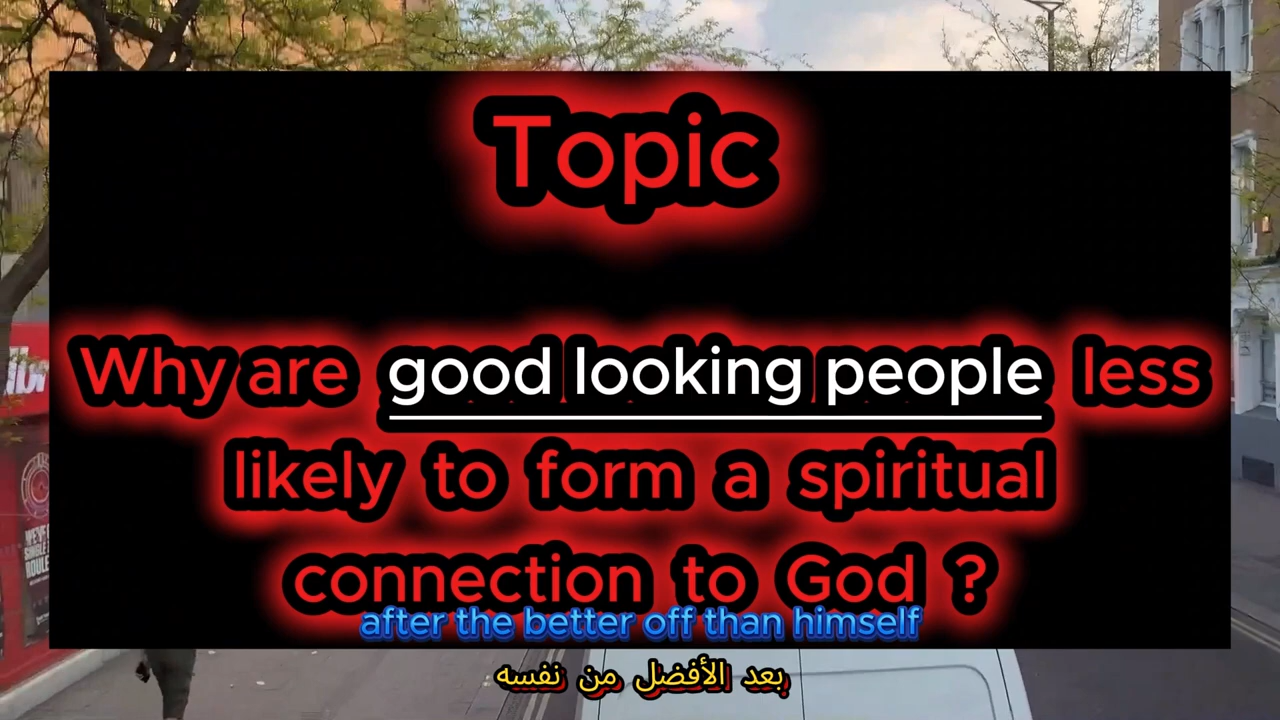 Topic
Why are good looking people less
likely to form a spiritual
connection to God ?
after the better off than himself
بعد الأفضل من نفسه